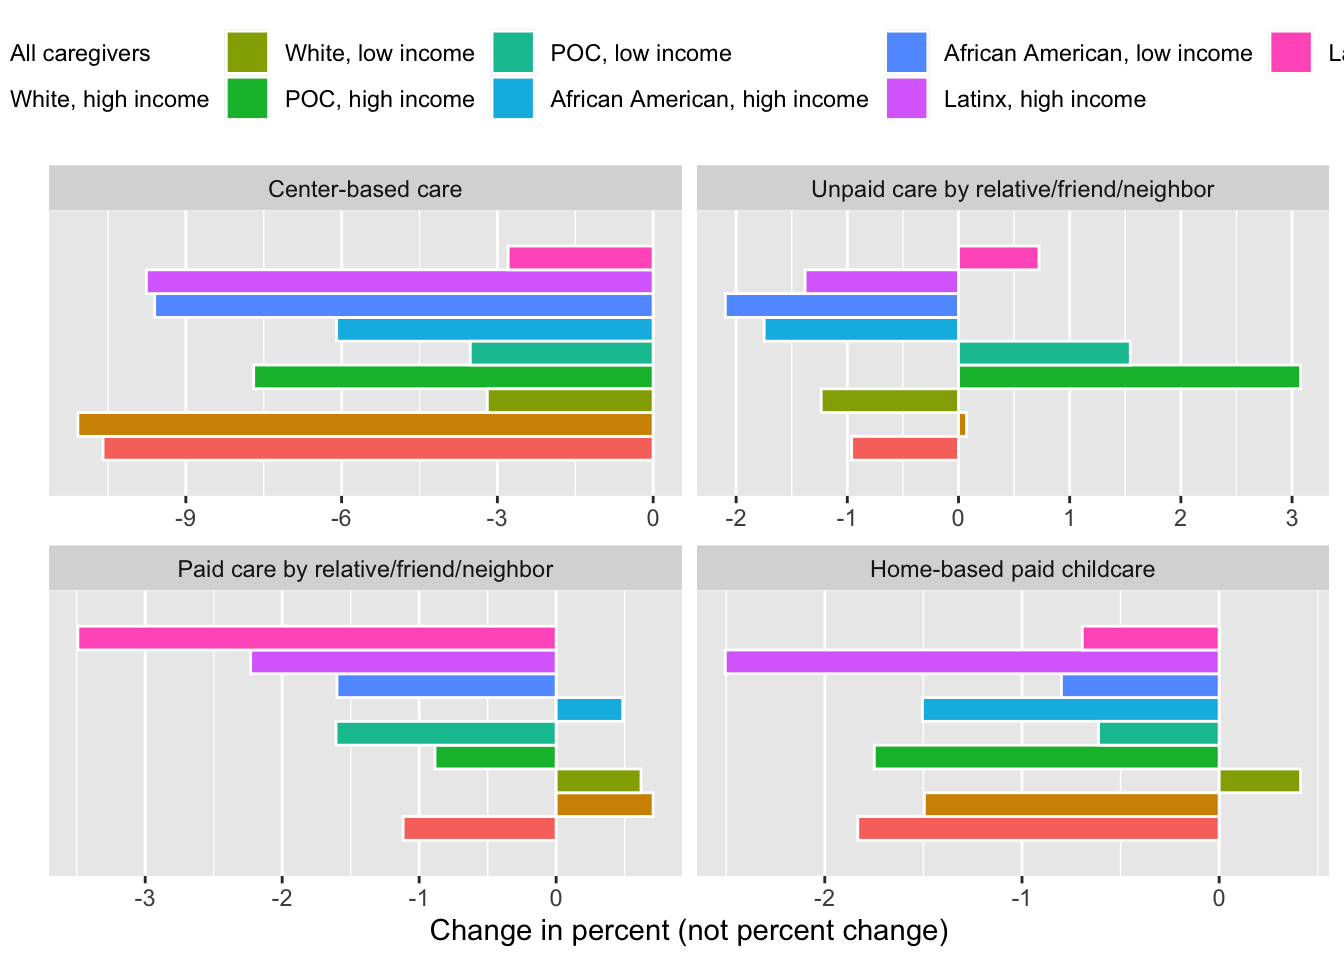 All caregivers White, low income POC, low income African American, low income
White, high income POC, high income African American, high income Latinx, high income
Center-based care Unpaid care by relative/friend/neighbor
-9 -6 -3 0 -2 -1 0 1 2 3
Paid care by relative/friend/neighbor Home-based paid childcare
-3 -2 -1 0 -2 -1 0
Change in percent (not percent change)